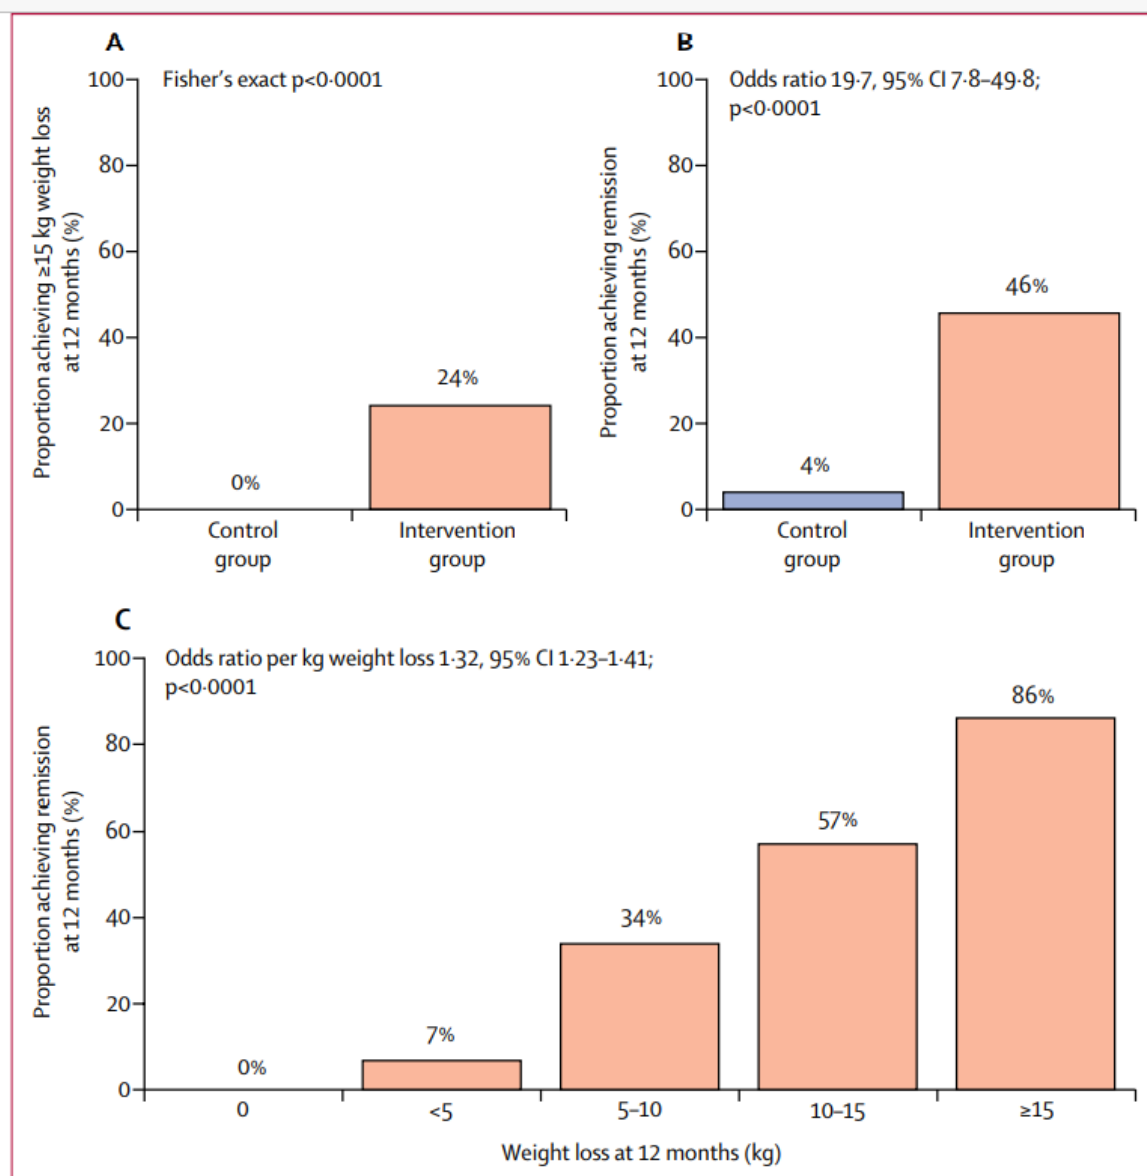 A
Fisher's exact p<0·0001
Proportion achieving ≥15 kg weight loss
at 12 months (%)
100
80
60
40
20
0
0%
24%
Control
group
Intervention
group
B
Odds ratio 19·7, 95% CI 7·8–49·8;
p<0·0001
Proportion achieving remission
at 12 months (%)
100
80
60
40
20
0
4%
46%
Control
group
Intervention
group
C
Odds ratio per kg weight loss 1·32, 95% CI 1·23–1·41;
p<0·0001
Proportion achieving remission
at 12 months (%)
100
80
60
40
20
0
0%
7%
34%
57%
86%
0
<5
5–10
10–15
≥15
Weight loss at 12 months (kg)